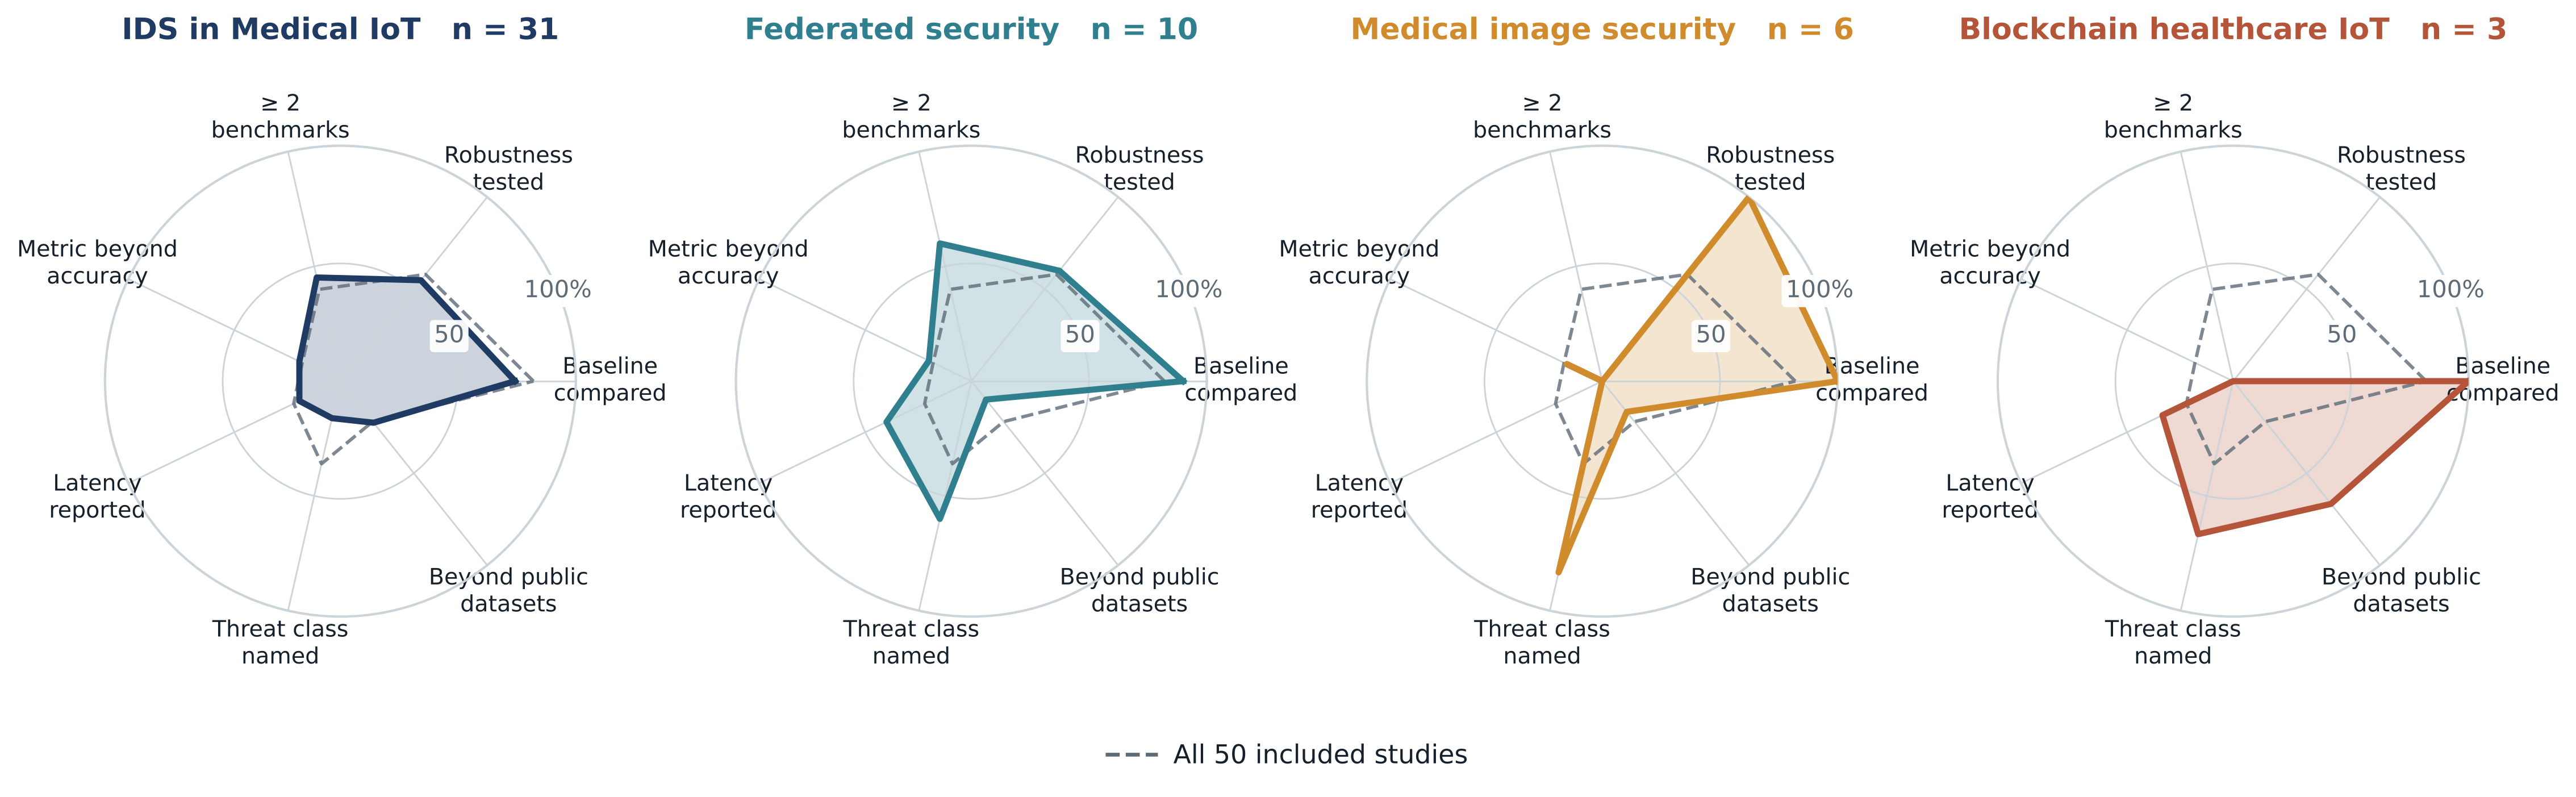 IDS in Medical IoT   n = 31
≥ 2
benchmarks
Robustness
tested
Metric beyond
accuracy
100%
50
Baseline
compared
Latency
reported
Beyond public
datasets
Threat class
named
Federated security   n = 10
≥ 2
benchmarks
Robustness
tested
Metric beyond
accuracy
100%
50
Baseline
compared
Latency
reported
Beyond public
datasets
Threat class
named
Medical image security   n = 6
≥ 2
benchmarks
Robustness
tested
Metric beyond
accuracy
100%
50
Baseline
compared
Latency
reported
Beyond public
datasets
Threat class
named
Blockchain healthcare IoT   n = 3
≥ 2
benchmarks
Robustness
tested
Metric beyond
accuracy
100%
50
Baseline
compared
Latency
reported
Beyond public
datasets
Threat class
named
All 50 included studies